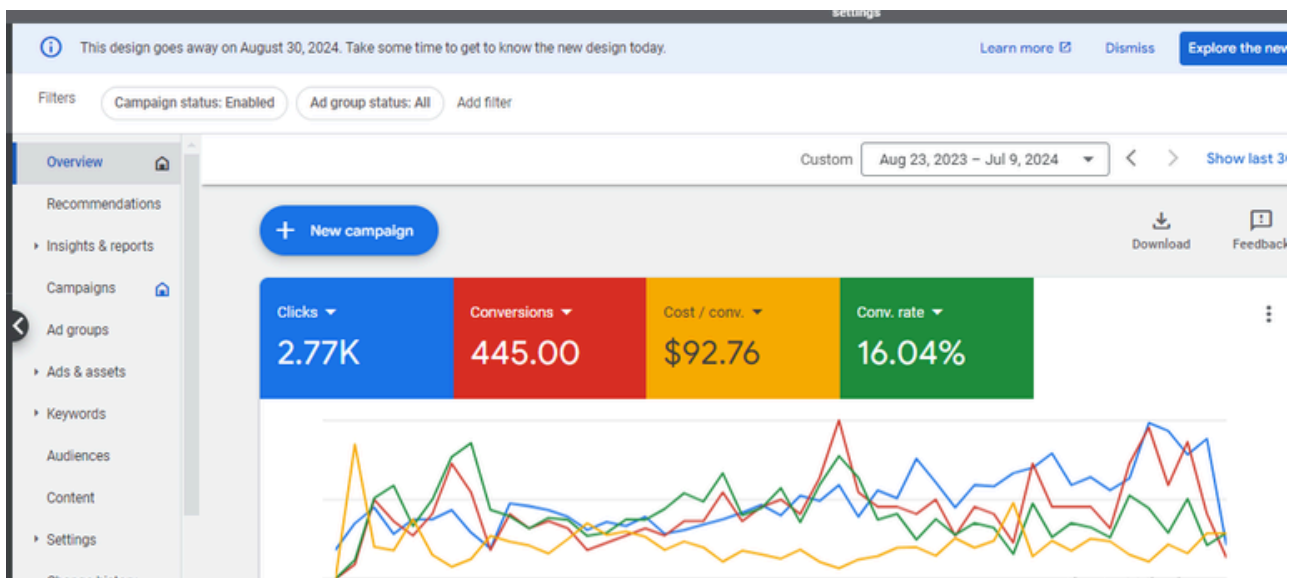 settings
This design goes away on August 30, 2024. Take some time to get to know the new design today.
Learn more
Dismiss
Explore the new
Filters
Campaign status: Enabled
Ad group status: All
Add filter
Overview
Custom
Aug 23, 2023 – Jul 9, 2024
Show last 3
Recommendations
Insights & reports
Campaigns
Ad groups
Ads & assets
Keywords
Audiences
Content
Settings
New campaign
Download
Feedback
Clicks
2.77K
Conversions
445.00
Cost / conv.
$92.76
Conv. rate
16.04%